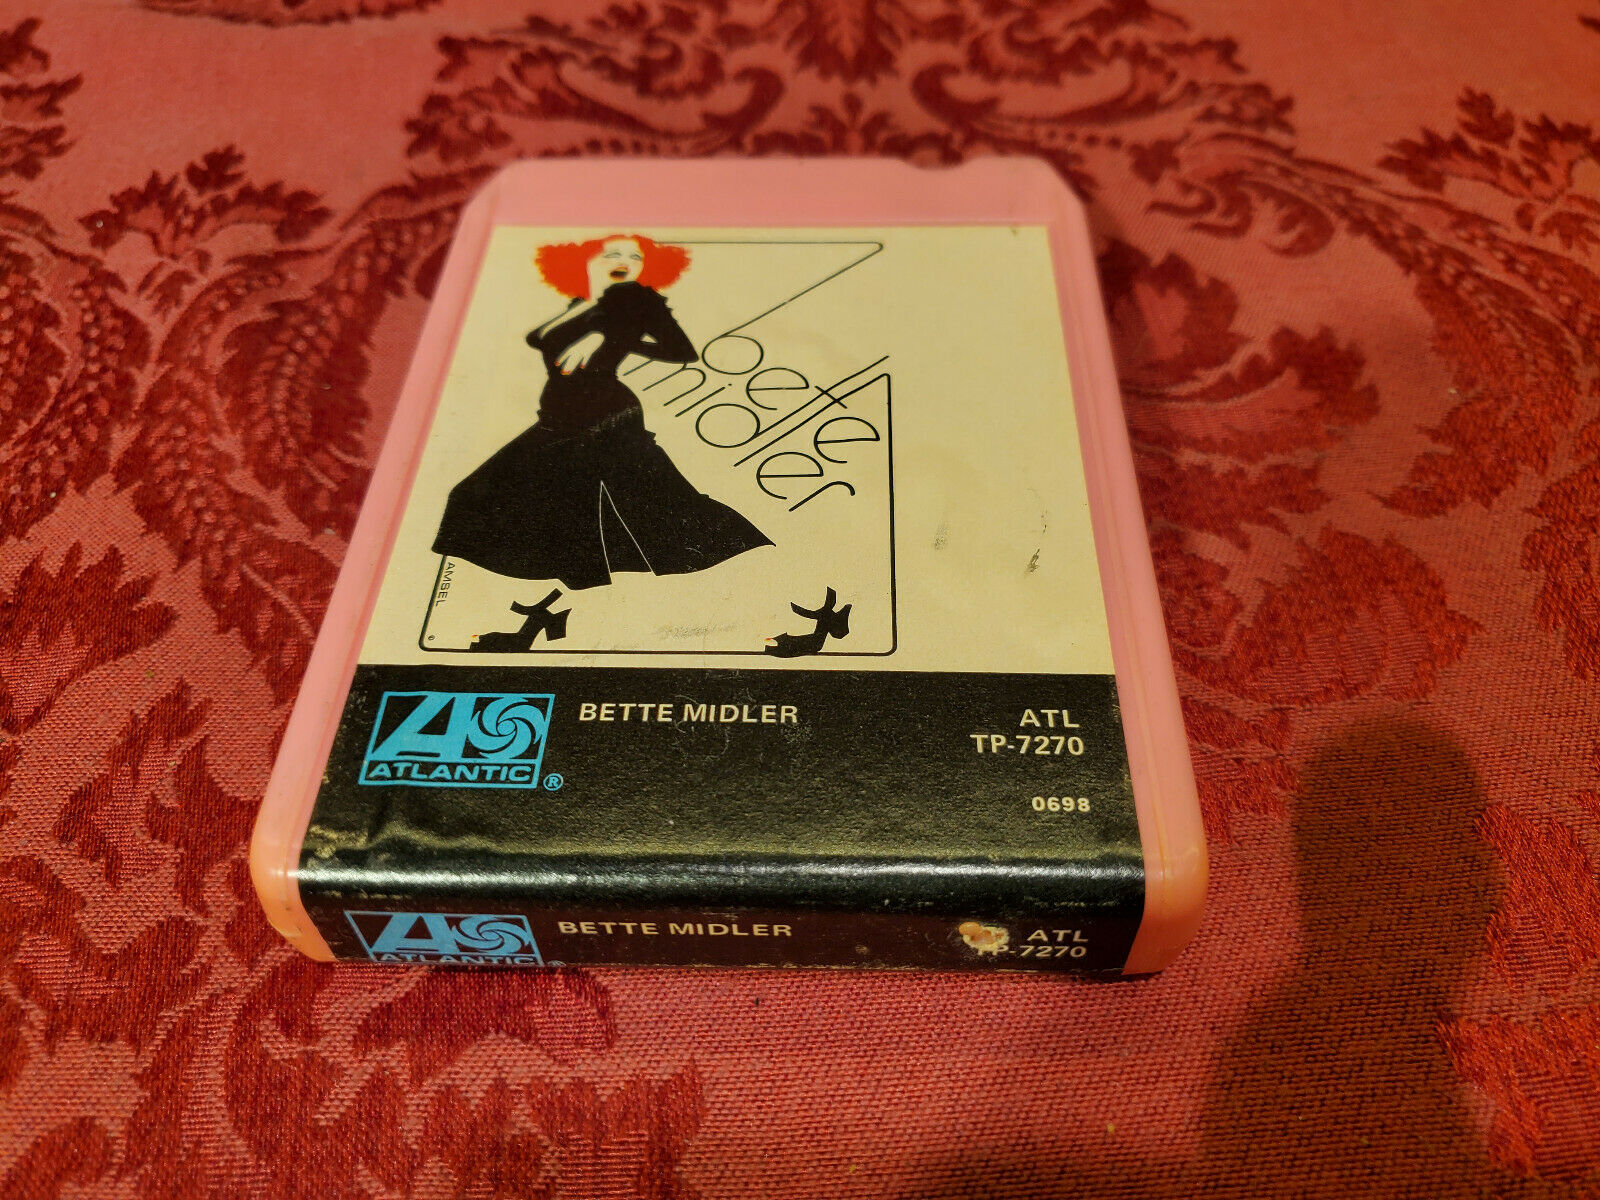 bette
midler
AMSEL
ATLANTIC®
BETTE MIDLER
ATL
TP-7270
0698
ATLANTIC®
BETTE MIDLER
ATL
TP-7270